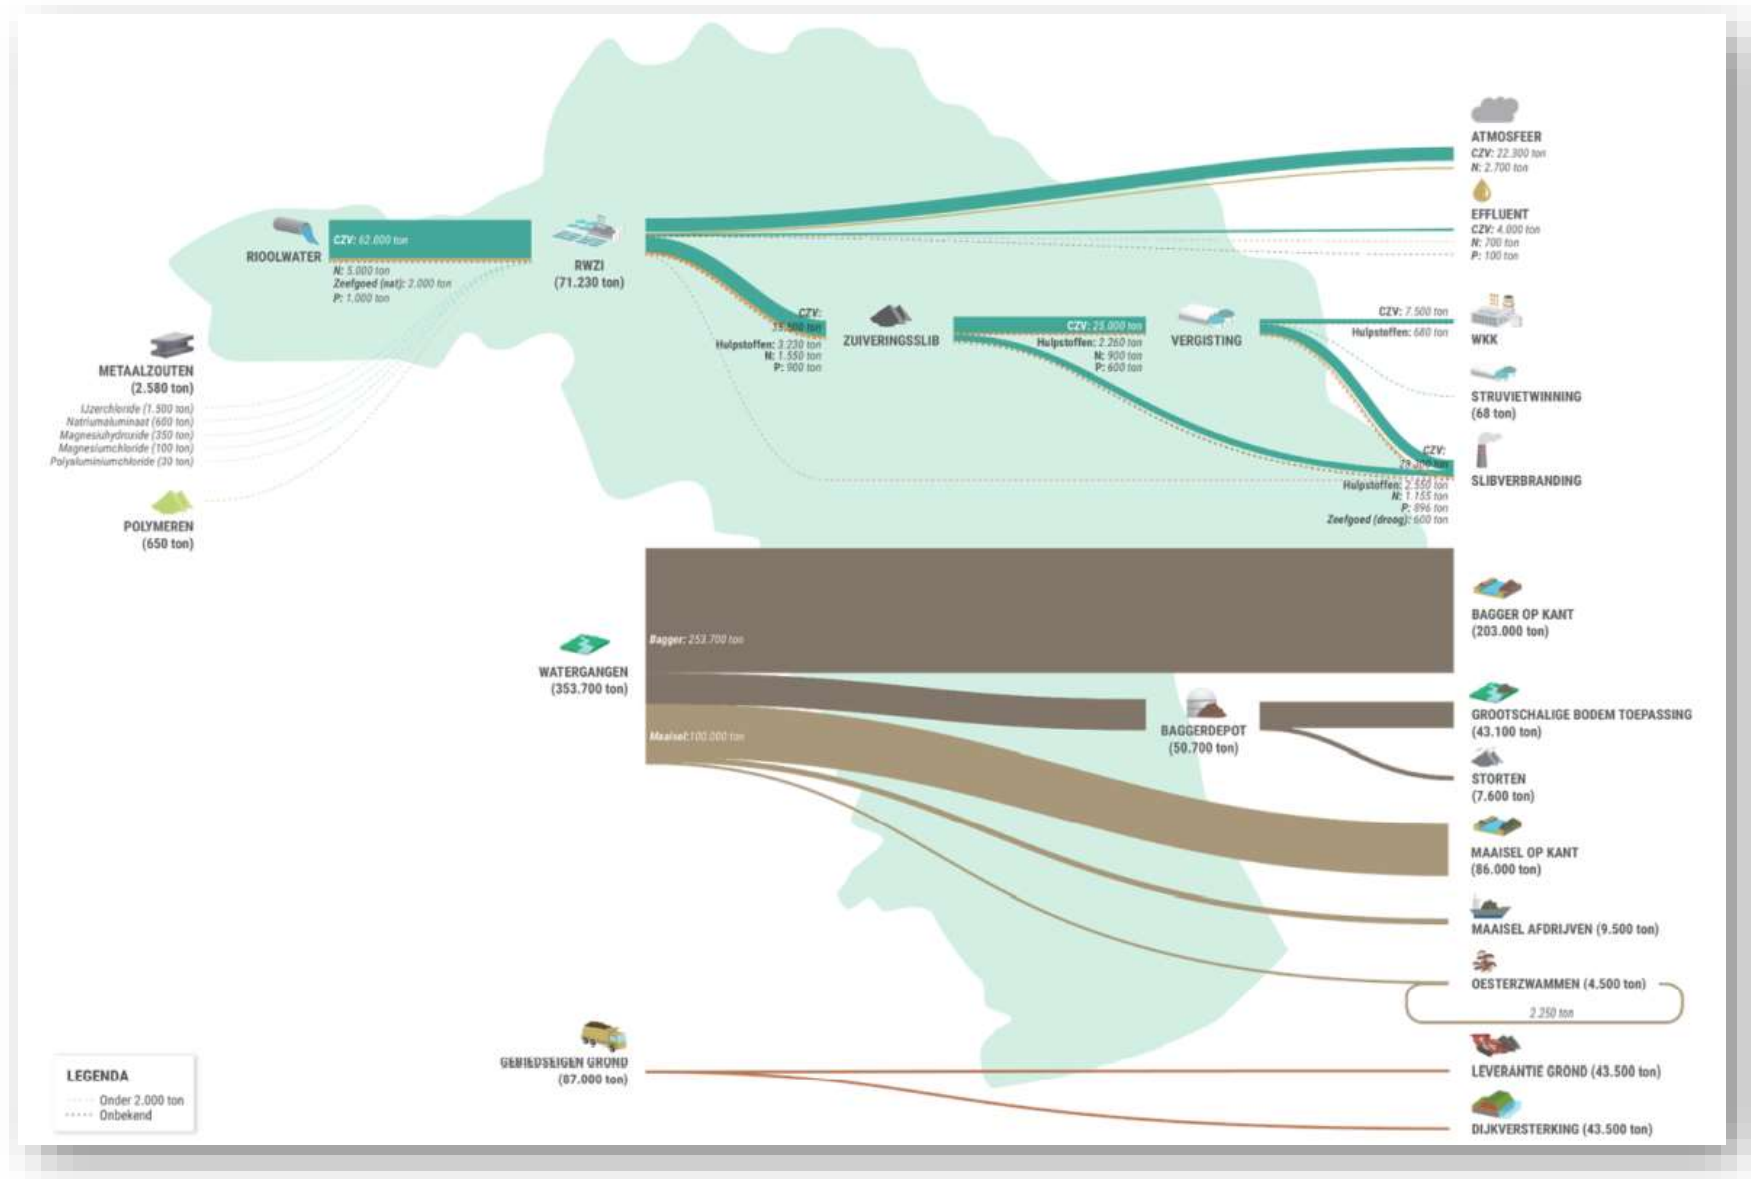 ATMOSFEER
CZV: 22.300 ton
N: 2.700 ton
EFFLUENT
CZV: 4.000 ton
N: 700 ton
P: 100 ton
RIOOLWATER
CZV: 62.000 ton
N: 5.000 ton
Zeefgoed (nat): 2.000 ton
P: 1.000 ton
RWZI
(71.230 ton)
CZV:
ton
Hulpstoffen: 3.230 ton
N: 1.550 ton
P: 900 ton
ZUIVERINGSSLIB
CZV: 25.000 ton
Hulpstoffen: 2.260 ton
N: 900 ton
P: 600 ton
VERGISTING
CZV: 7.500 ton
Hulpstoffen: 680 ton
WKK
STRUVIETWINNING
(68 ton)
CZV:
ton
Hulpstoffen: 2.550 ton
N: 1.155 ton
P: 896 ton
Zeefgoed (droog): 600 ton
SLIBVERBRANDING
METAALZOUTEN
(2.580 ton)
IJzerchloride (1.500 ton)
Natriumaluminaat (600 ton)
Magnesiuhydroxide (350 ton)
Magnesiumchloride (100 ton)
Polyaluminiumchloride (30 ton)
POLYMEREN
(650 ton)
WATERGANGEN
(353.700 ton)
Bagger: 253.700 ton
Maaisel: 100.000 ton
BAGGER OP KANT
(203.000 ton)
BAGGERDEPOT
(50.700 ton)
GROOTSCHALIGE BODEM TOEPASSING
(43.100 ton)
STORTEN
(7.600 ton)
MAAISEL OP KANT
(86.000 ton)
MAAISEL AFDRIJVEN (9.500 ton)
OESTERZWAMMEN (4.500 ton)
2.250 ton
GEBIEDSEIGEN GROND
(87.000 ton)
LEVERANTIE GROND (43.500 ton)
DIJKVERSTERKING (43.500 ton)
LEGENDA
Onder 2.000 ton
Onbekend